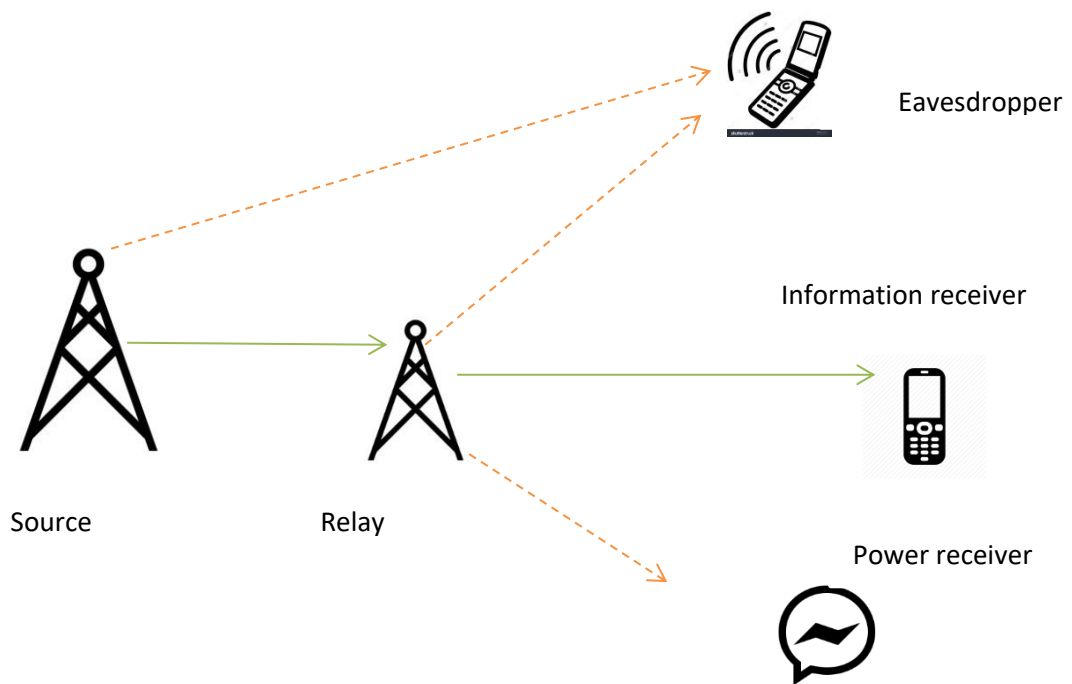 Eavesdropper
Information receiver
Source
Relay
Power receiver